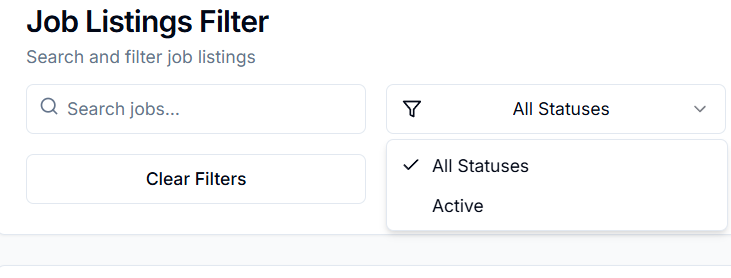 Job Listings Filter
Search and filter job listings
Search jobs...
All Statuses
Clear Filters
All Statuses
Active